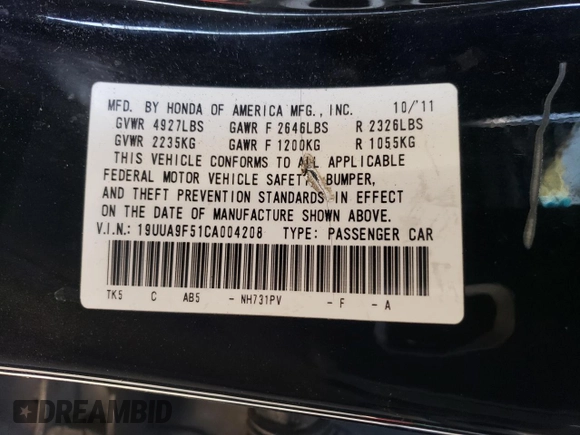 MFD. BY HONDA OF AMERICA MFG., INC. 10/'11
GVWR 4927LBS GAWR F 2646LBS R 2326LBS
GVWR 2235KG GAWR F 1200KG R 1055KG
THIS VEHICLE CONFORMS TO ALL APPLICABLE
FEDERAL MOTOR VEHICLE SAFETY, BUMPER,
AND THEFT PREVENTION STANDARDS IN EFFECT
ON THE DATE OF MANUFACTURE SHOWN ABOVE.
V.I.N.: 19UUA9F51CA004208 TYPE: PASSENGER CAR
TK5 C AB5 - NH731PV - F - A
DREAMBID